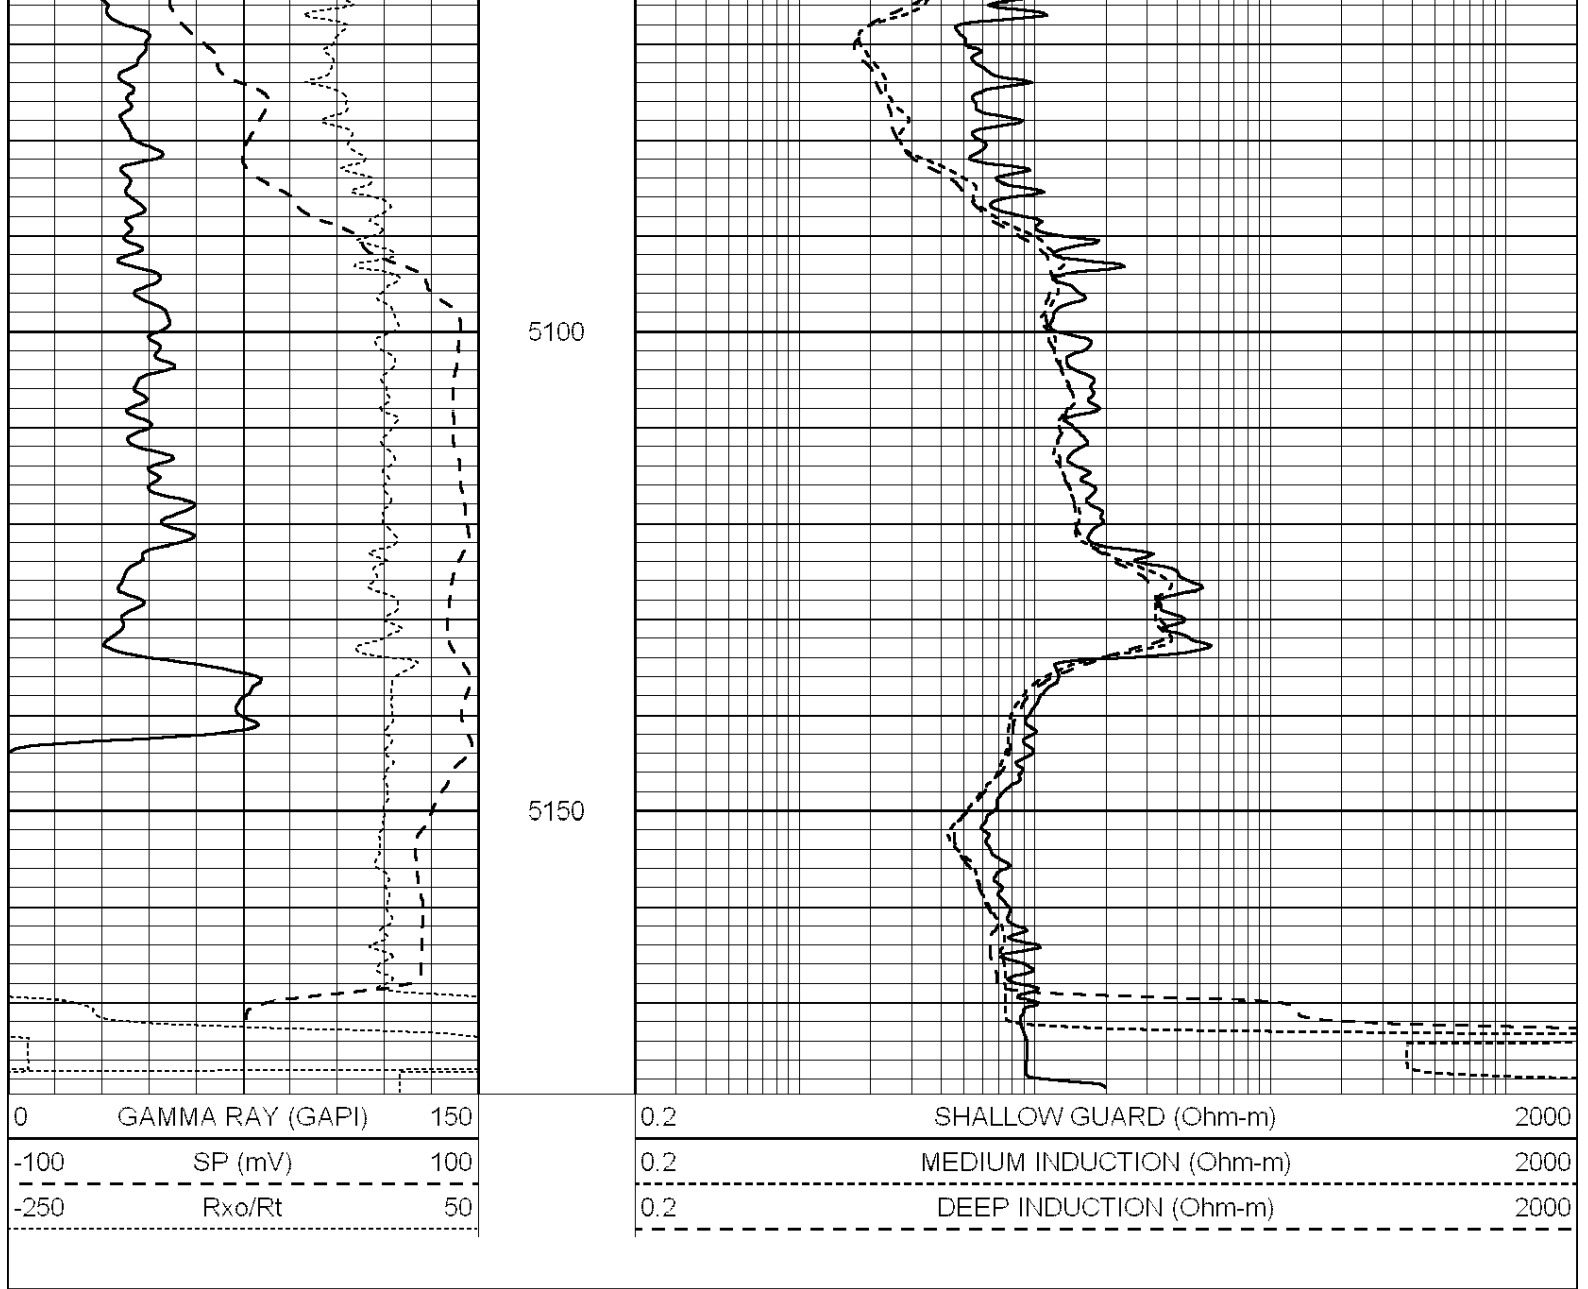 5100
5150
0 GAMMA RAY (GAPI) 150
0.2 SHALLOW GUARD (Ohm-m) 2000
-100 SP (mV) 100
0.2 MEDIUM INDUCTION (Ohm-m) 2000
-250 Rxo/Rt 50
0.2 DEEP INDUCTION (Ohm-m) 2000